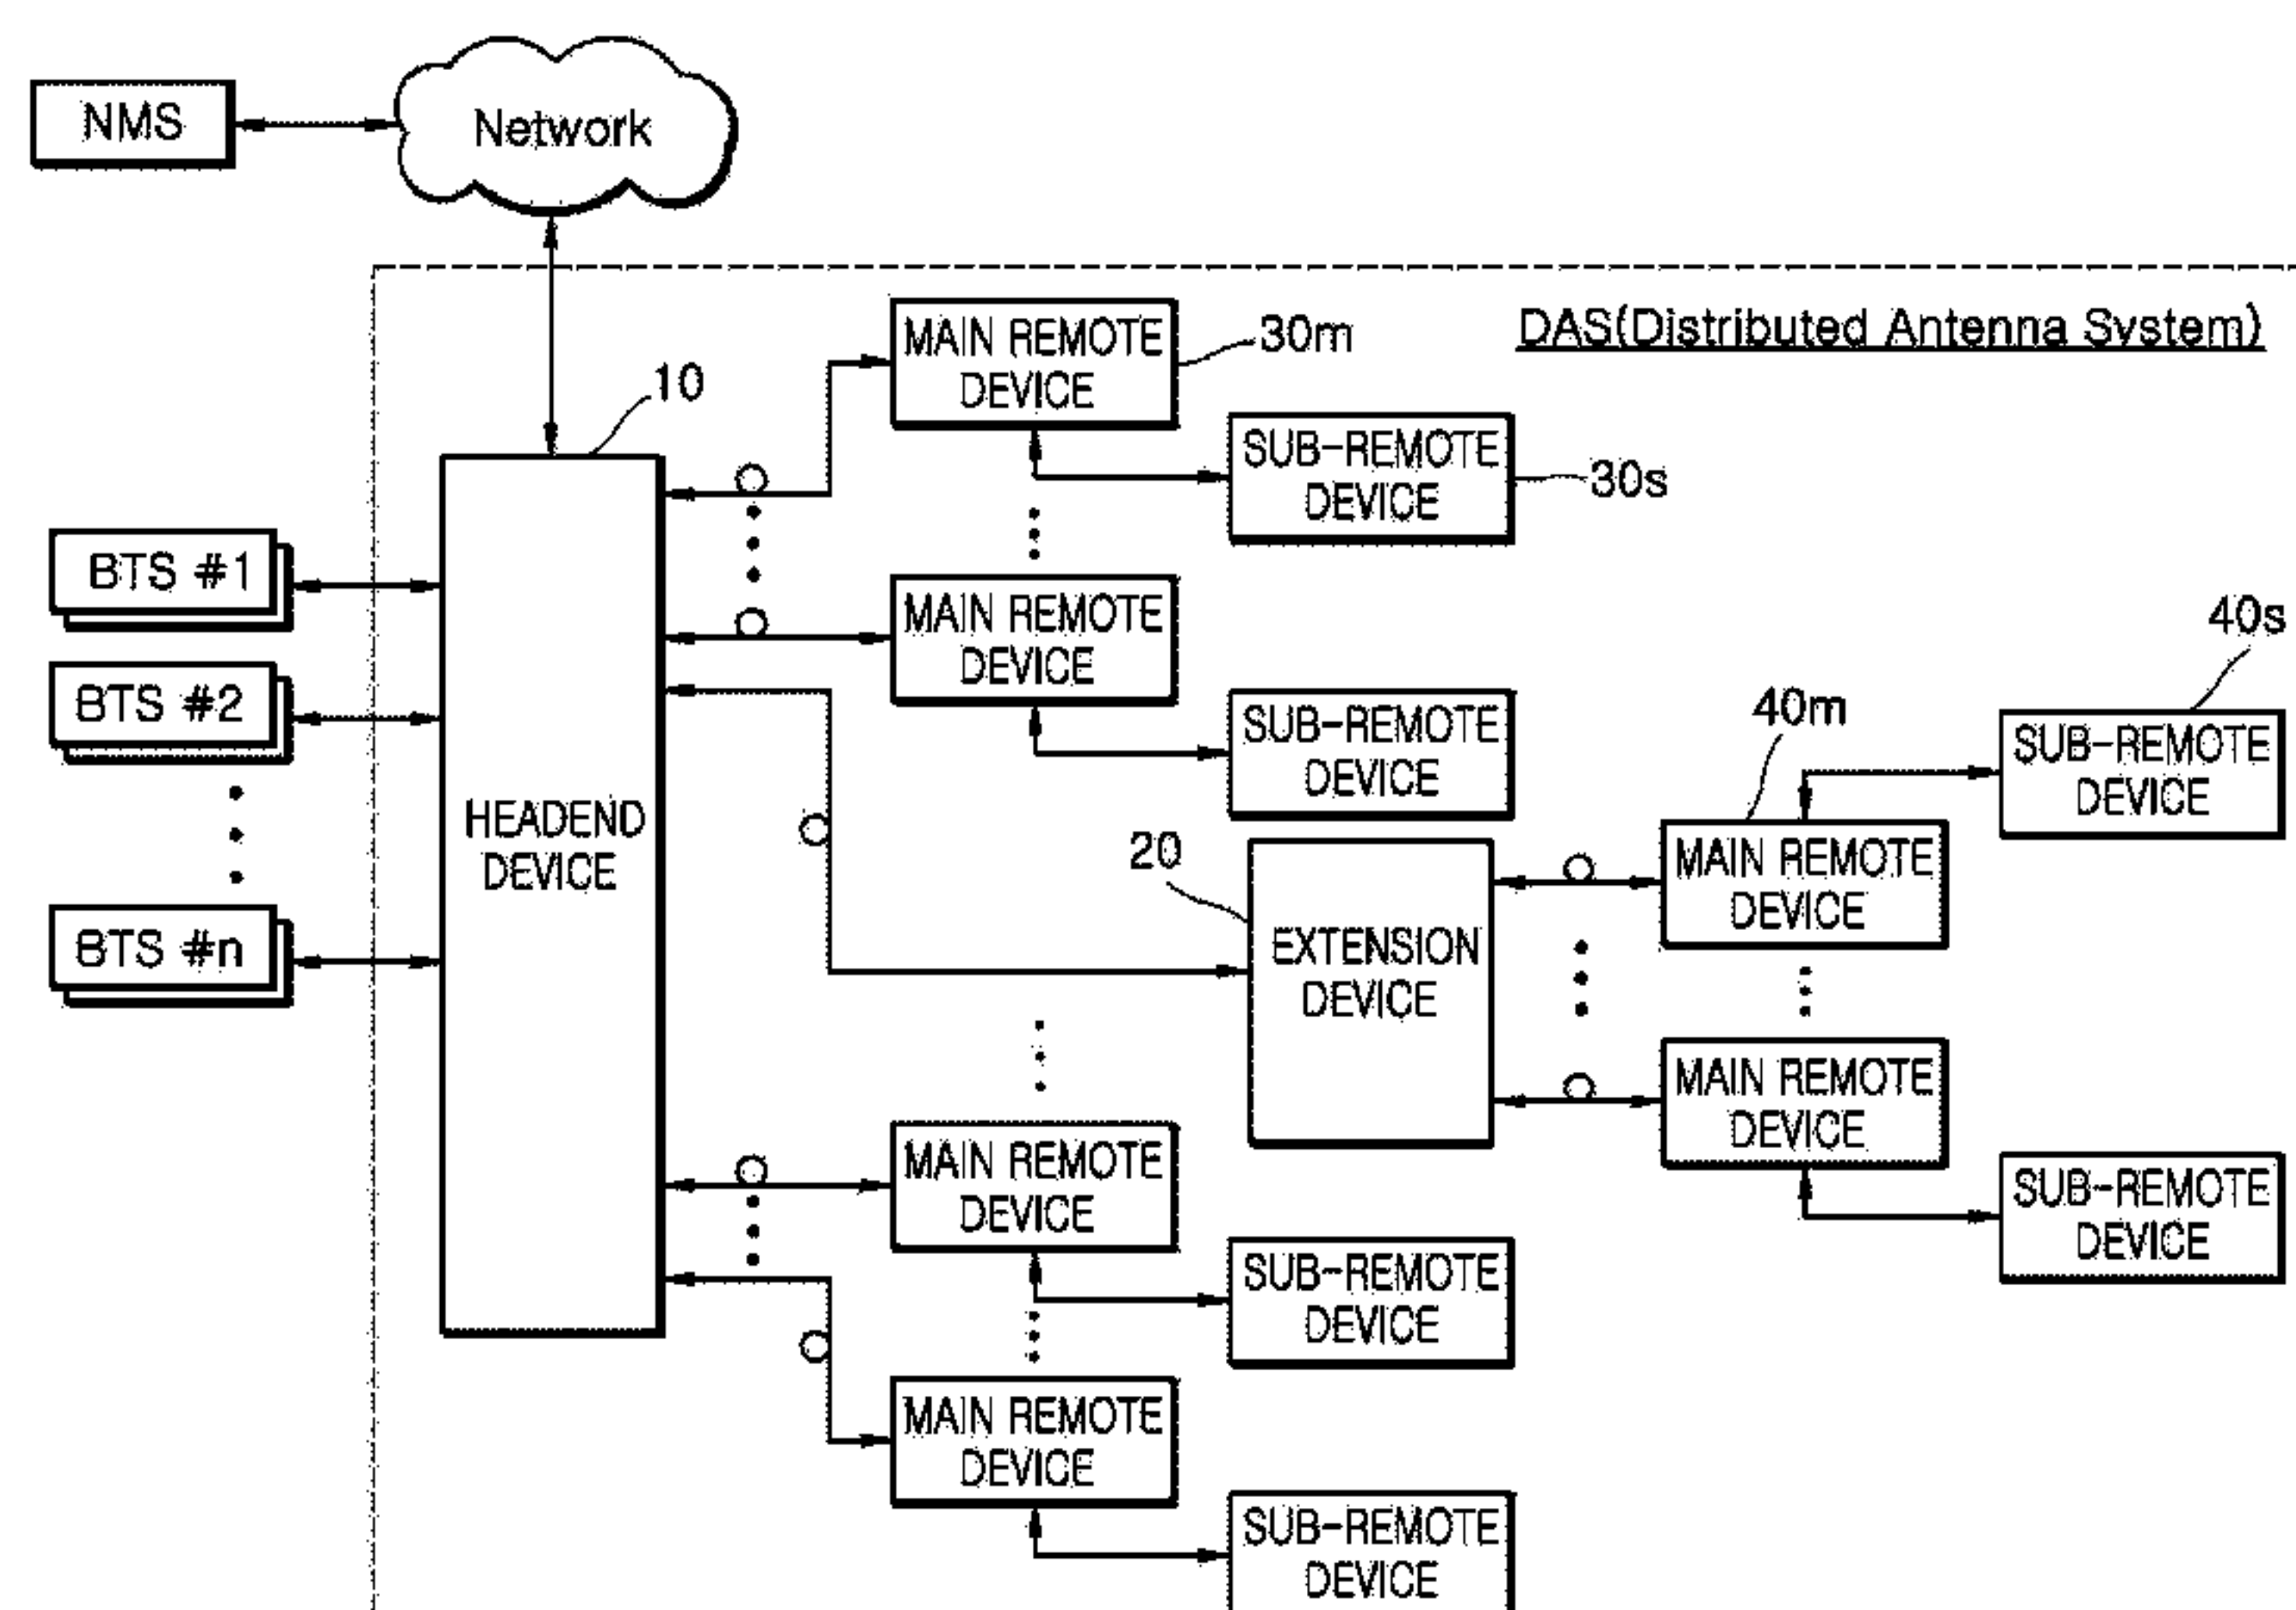 NMS
Network
DAS(Distributed Antenna System)
MAIN REMOTE
DEVICE
30m
10
SUB-REMOTE
DEVICE
30s
BTS #1
MAIN REMOTE
DEVICE
40s
BTS #2
SUB-REMOTE
DEVICE
40m
SUB-REMOTE
DEVICE
HEADEND
DEVICE
20
MAIN REMOTE
DEVICE
BTS #n
EXTENSION
DEVICE
MAIN REMOTE
DEVICE
MAIN REMOTE
DEVICE
SUB-REMOTE
DEVICE
SUB-REMOTE
DEVICE
MAIN REMOTE
DEVICE
SUB-REMOTE
DEVICE